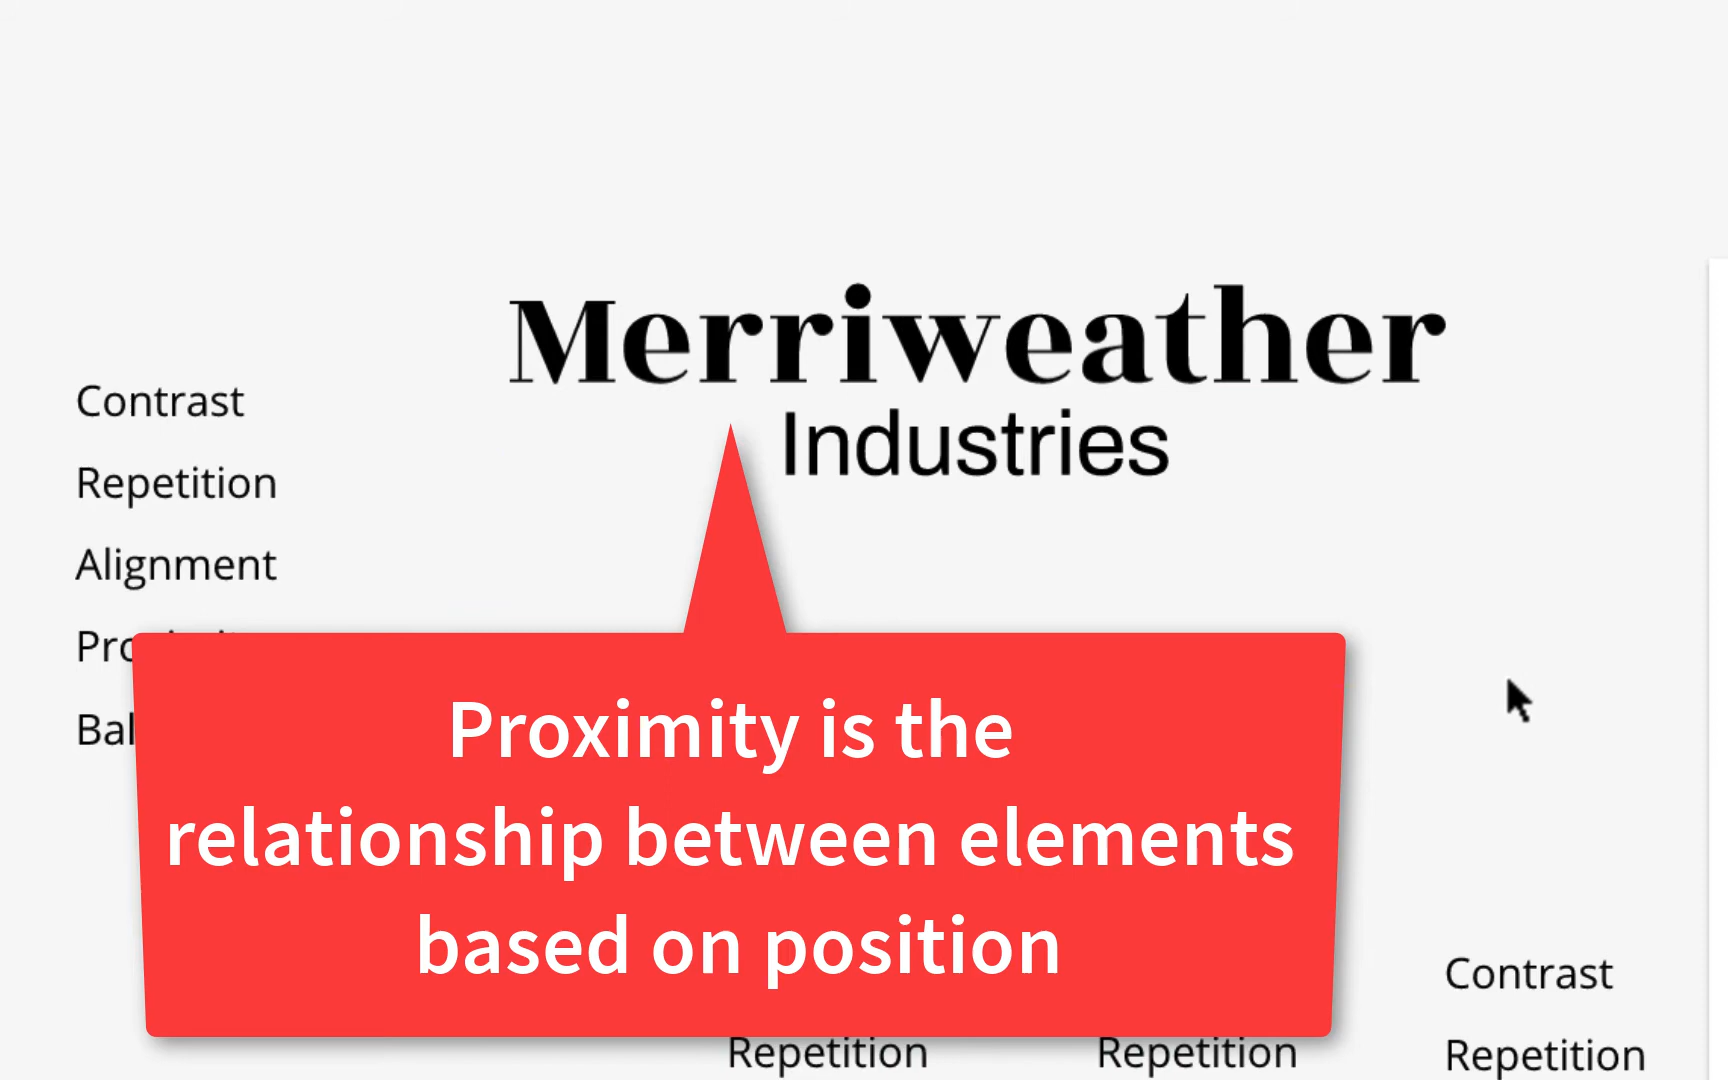 Merriweather
Industries
Contrast
Repetition
Alignment
Proximity is the
relationship between elements
based on position
Contrast
Repetition
Repetition
Repetition